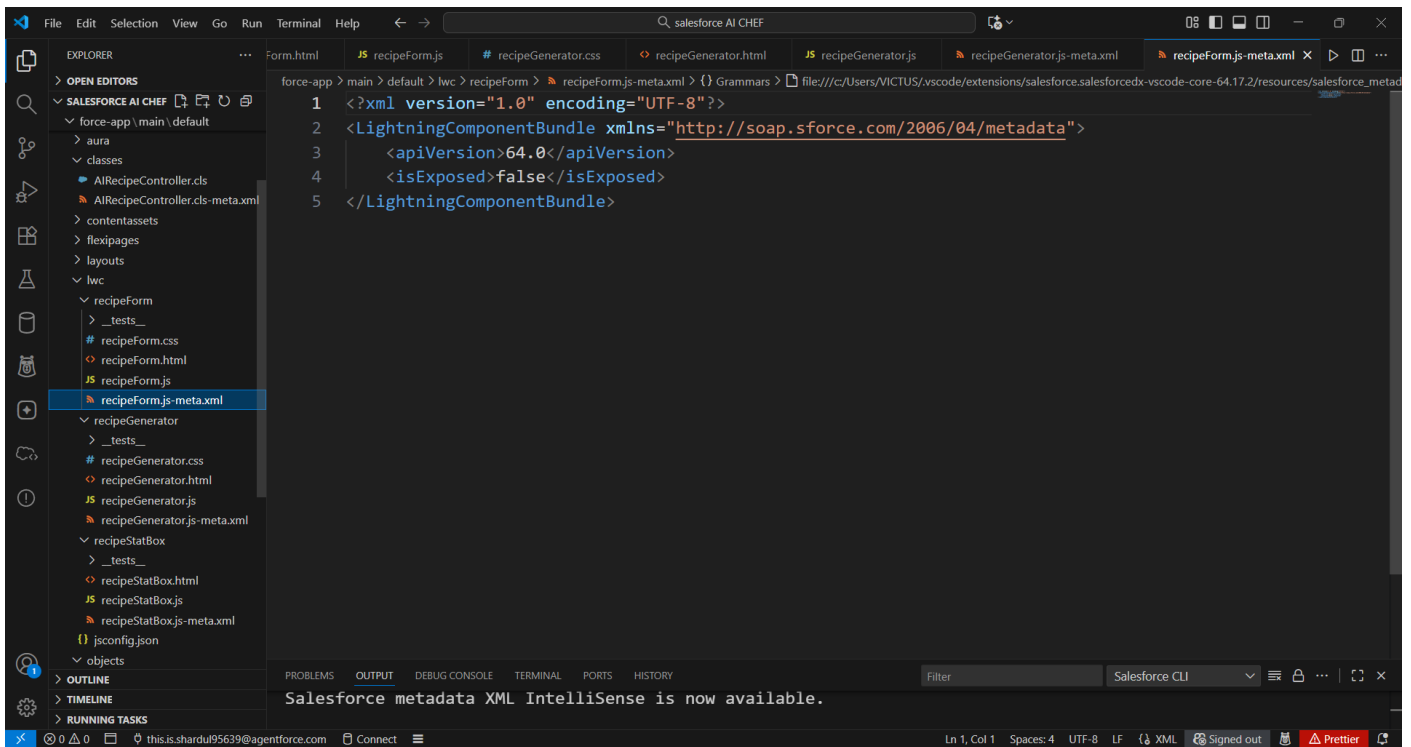 File Edit Selection View Go Run Terminal Help
salesforce AI CHEF
EXPLORER
OPEN EDITORS
SALESFORCE AI CHEF
force-app\main\default
aura
classes
AIRecipeController.cls
AIRecipeController.cls-meta.xml
contentassets
flexipages
layouts
lwc
recipeForm
__tests__
# recipeForm.css
<> recipeForm.html
JS recipeForm.js
recipeForm.js-meta.xml
recipeGenerator
__tests__
# recipeGenerator.css
<> recipeGenerator.html
JS recipeGenerator.js
recipeGenerator.js-meta.xml
recipeStatBox
__tests__
<> recipeStatBox.html
JS recipeStatBox.js
recipeStatBox.js-meta.xml
{} jsconfig.json
objects
OUTLINE
TIMELINE
RUNNING TASKS
Form.html JS recipeForm.js # recipeGenerator.css <> recipeGenerator.html JS recipeGenerator.js recipeGenerator.js-meta.xml recipeForm.js-meta.xml
force-app > main > default > lwc > recipeForm > recipeForm.js-meta.xml > {} Grammars > file:///c:/Users/VICTUS/.vscode/extensions/salesforce.salesforcedx-vscode-core-64.17.2/resources/salesforce_metad
1 <?xml version="1.0" encoding="UTF-8"?>
2 <LightningComponentBundle xmlns="http://soap.sforce.com/2006/04/metadata">
3 <apiVersion>64.0</apiVersion>
4 <isExposed>false</isExposed>
5 </LightningComponentBundle>
PROBLEMS OUTPUT DEBUG CONSOLE TERMINAL PORTS HISTORY Filter Salesforce CLI
Salesforce metadata XML IntelliSense is now available.
1
0 0 this.is.shardul95639@agentforce.com Connect Ln 1, Col 1 Spaces: 4 UTF-8 LF XML Signed out Prettier